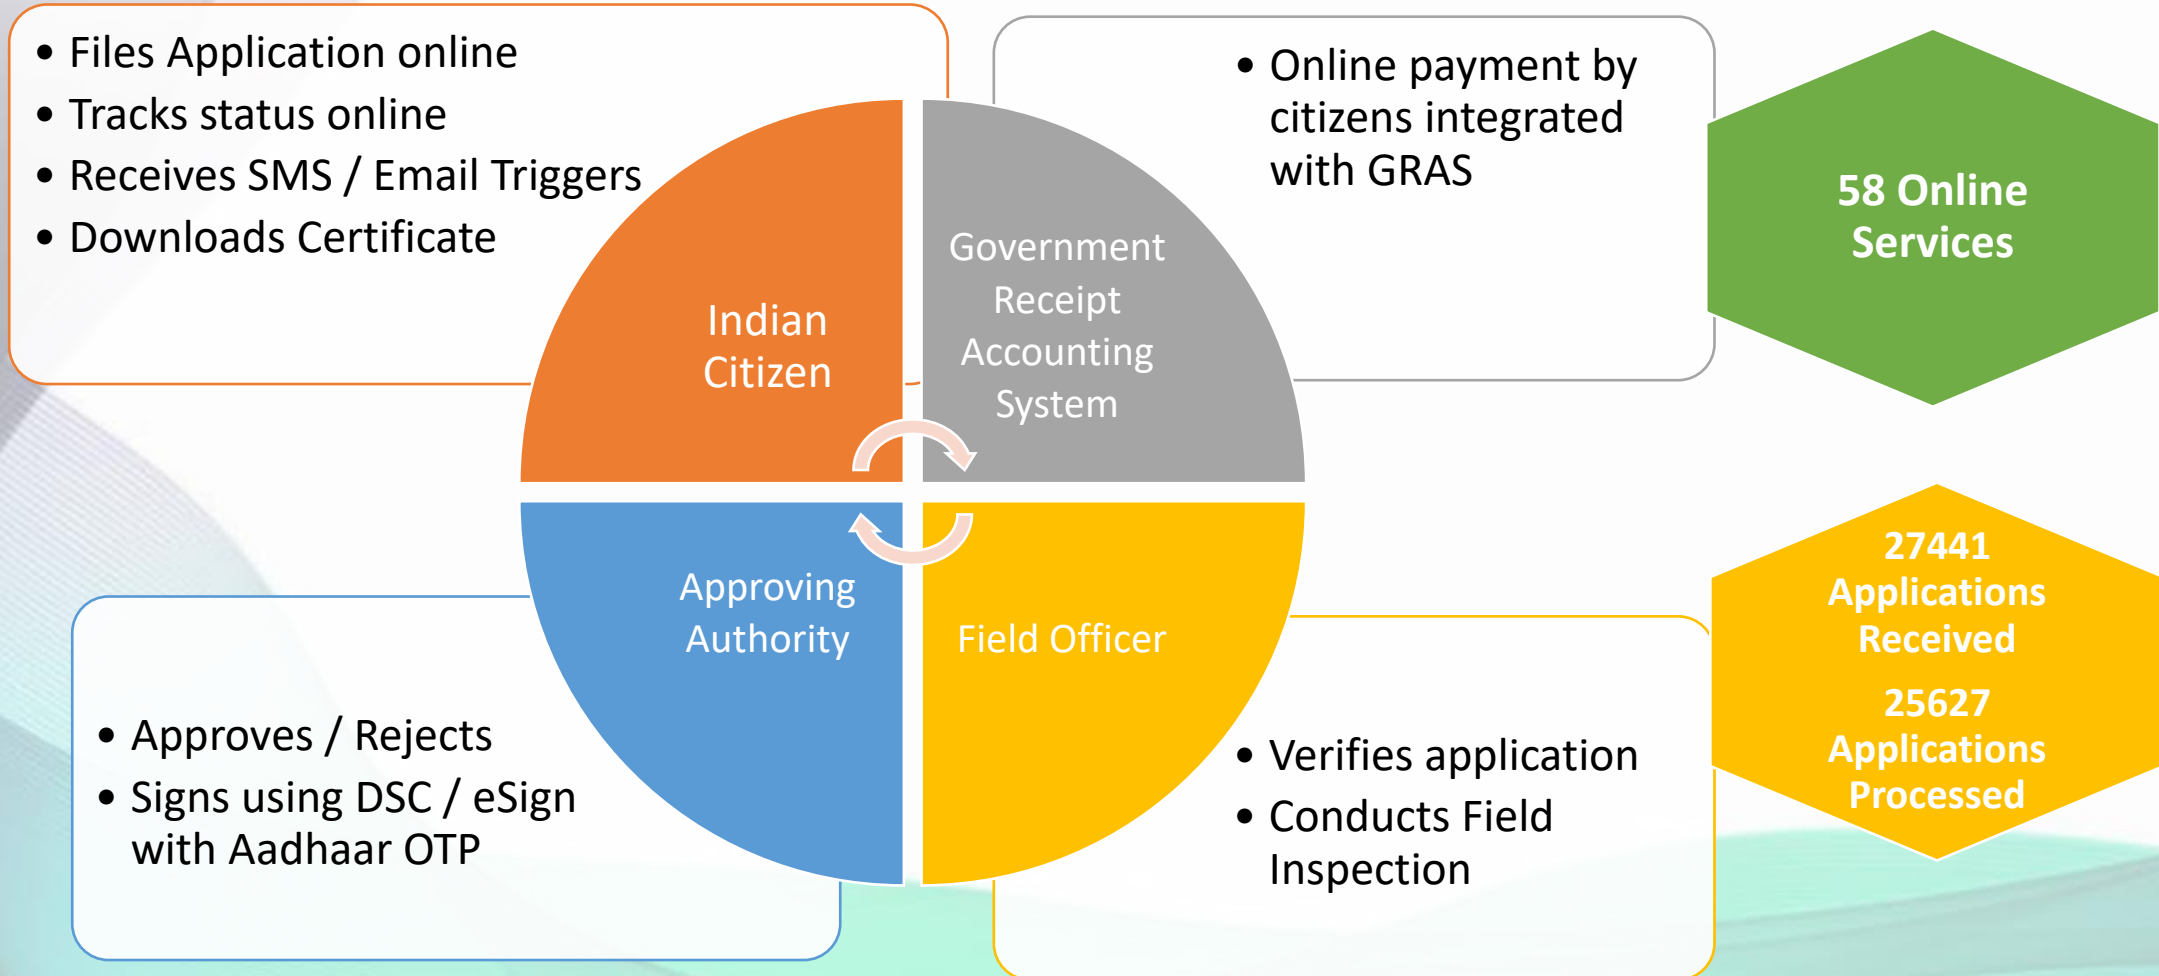 • Files Application online
• Tracks status online
• Receives SMS / Email Triggers
• Downloads Certificate
Indian
Citizen
• Online payment by
citizens integrated
with GRAS
Government
Receipt
Accounting
System
58 Online
Services
Approving
Authority
• Approves / Rejects
• Signs using DSC / eSign
with Aadhaar OTP
Field Officer
• Verifies application
• Conducts Field
Inspection
27441
Applications
Received
25627
Applications
Processed